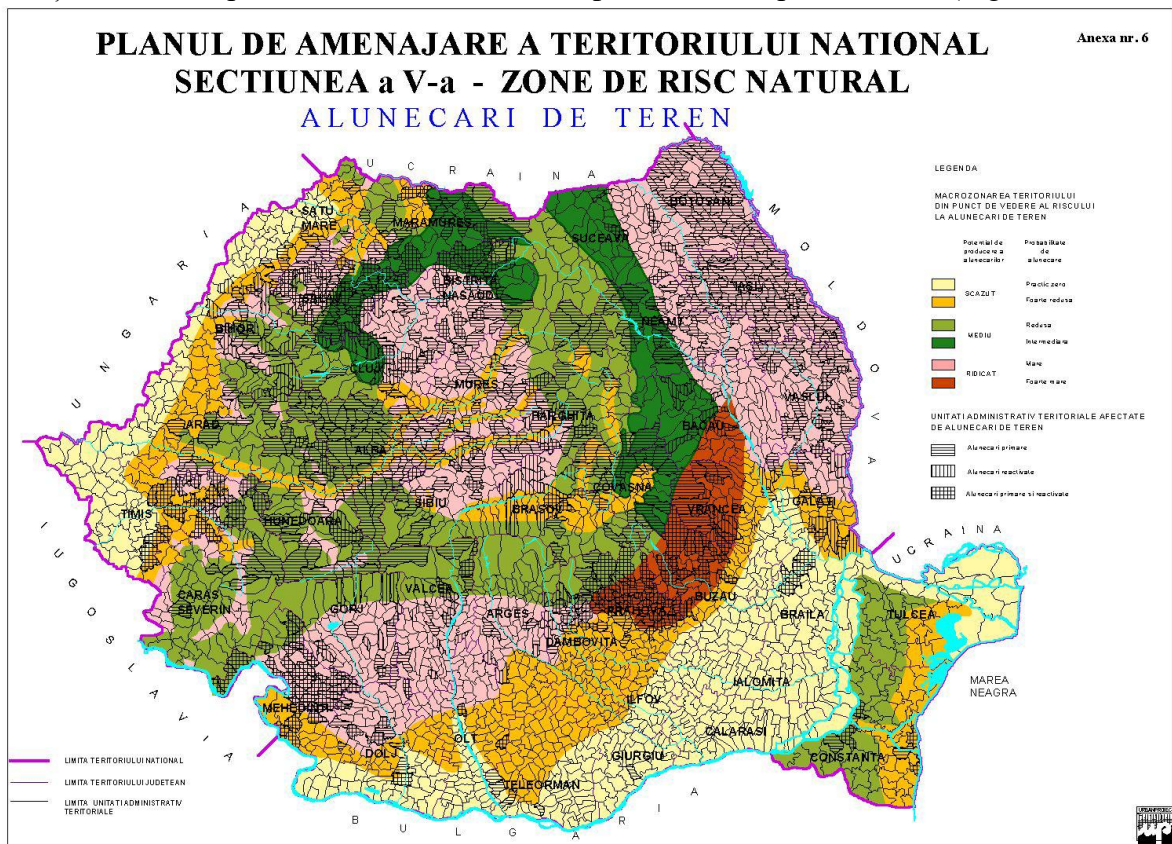 PLANUL DE AMENAJARE A TERITORIULUI NATIONAL
SECTIUNEA a V-a - ZONE DE RISC NATURAL
ALUNECARI DE TEREN
Anexa nr. 6
UCRAINA
MOLDOVA
UNGARIA
IUGOSLAVIA
BULGARIA
UCRAINA
MAREA
NEAGRA
SATU
MARE
MARAMURES
SUCEAVA
BOTOSANI
BISTRITA
NASAUD
IASI
BIHOR
CLUJ
NEAMT
MURES
HARGHITA
VASLUI
BACAU
ARAD
ALBA
COVASNA
SIBIU
BRASOV
VRANCEA
GALATI
TIMIS
HUNEDOARA
CARAS
SEVERIN
GORJ
VALCEA
ARGES
PRAHOVA
BUZAU
BRAILA
TULCEA
DAMBOVITA
IALOMITA
ILFOV
MEHEDINTI
CALARASI
OLT
DOLJ
GIURGIU
CONSTANTA
TELEORMAN
LEGENDA
MACROZONAREA TERITORIULUI
DIN PUNCT DE VEDERE AL RISCULUI
LA ALUNECARI DE TEREN
Potential de
producere a
alunecarilor
Probabilitate
de
alunecare
SCAZUT
Practic zero
Foarte redusa
MEDIU
Redusa
Intermediara
RIDICAT
Mare
Foarte mare
UNITATI ADMINISTRATIV TERITORIALE AFECTATE
DE ALUNECARI DE TEREN
Alunecari primare
Alunecari reactivate
Alunecari primare si reactivate
LIMITA TERITORIULUI NATIONAL
LIMITA TERITORIULUI JUDETEAN
LIMITA UNITATI ADMINISTRATIV
TERITORIALE